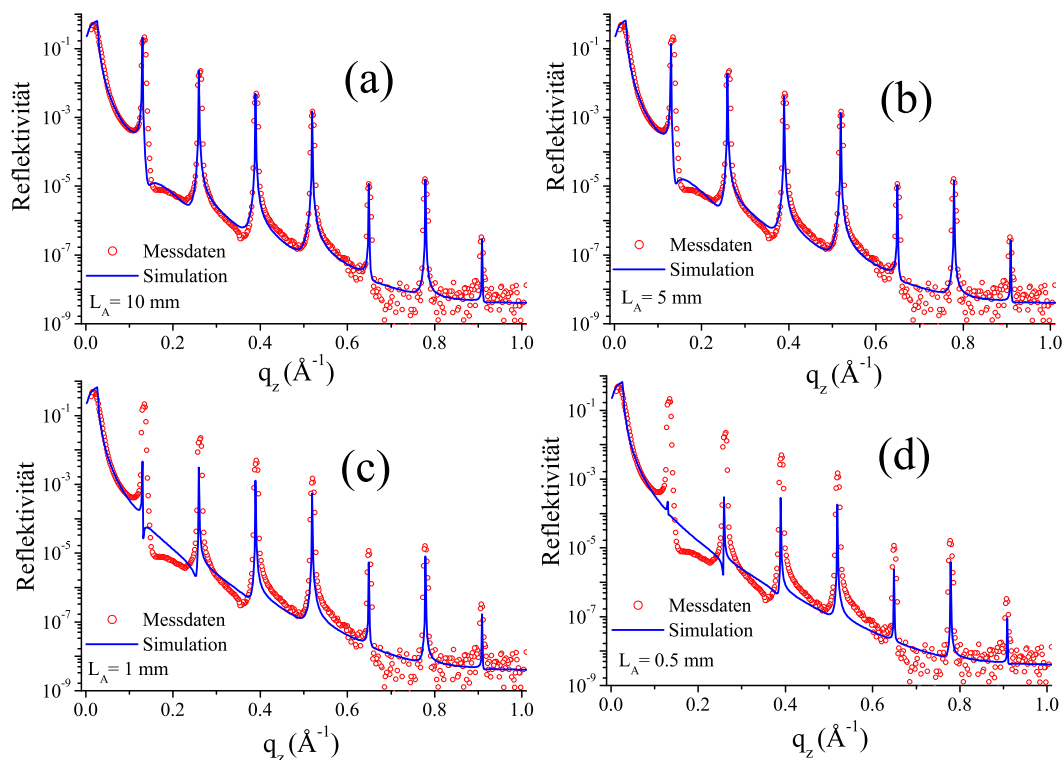 10⁻¹
10⁻³
10⁻⁵
10⁻⁷
10⁻⁹
Reflektivität
(a)
Messdaten
Simulation
L_A= 10 mm
0.0 0.2 0.4 0.6 0.8 1.0
q_z (Å⁻¹)
10⁻¹
10⁻³
10⁻⁵
10⁻⁷
10⁻⁹
Reflektivität
(b)
Messdaten
Simulation
L_A= 5 mm
0.0 0.2 0.4 0.6 0.8 1.0
q_z (Å⁻¹)
10⁻¹
10⁻³
10⁻⁵
10⁻⁷
10⁻⁹
Reflektivität
(c)
Messdaten
Simulation
L_A= 1 mm
0.0 0.2 0.4 0.6 0.8 1.0
q_z (Å⁻¹)
10⁻¹
10⁻³
10⁻⁵
10⁻⁷
10⁻⁹
Reflektivität
(d)
Messdaten
Simulation
L_A= 0.5 mm
0.0 0.2 0.4 0.6 0.8 1.0
q_z (Å⁻¹)